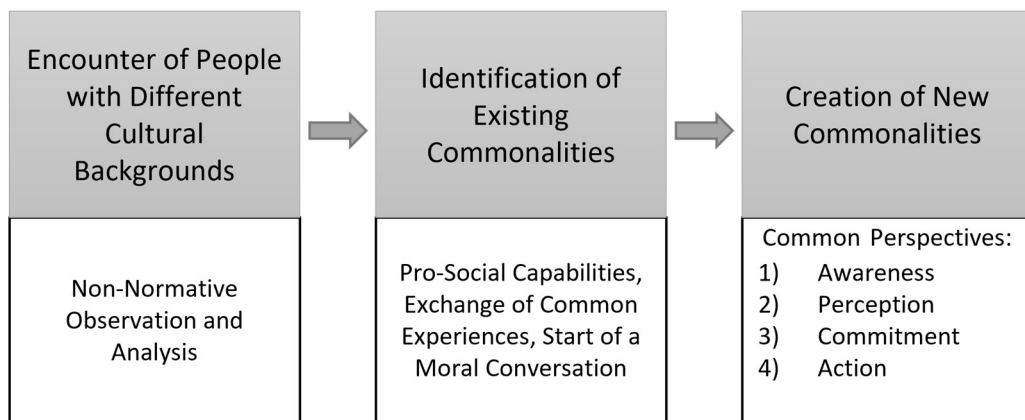 Encounter of People
with Different
Cultural
Backgrounds
Non-Normative
Observation and
Analysis
Identification of
Existing
Commonalities
Pro-Social Capabilities,
Exchange of Common
Experiences, Start of a
Moral Conversation
Creation of New
Commonalities
Common Perspectives:
1) Awareness
2) Perception
3) Commitment
4) Action